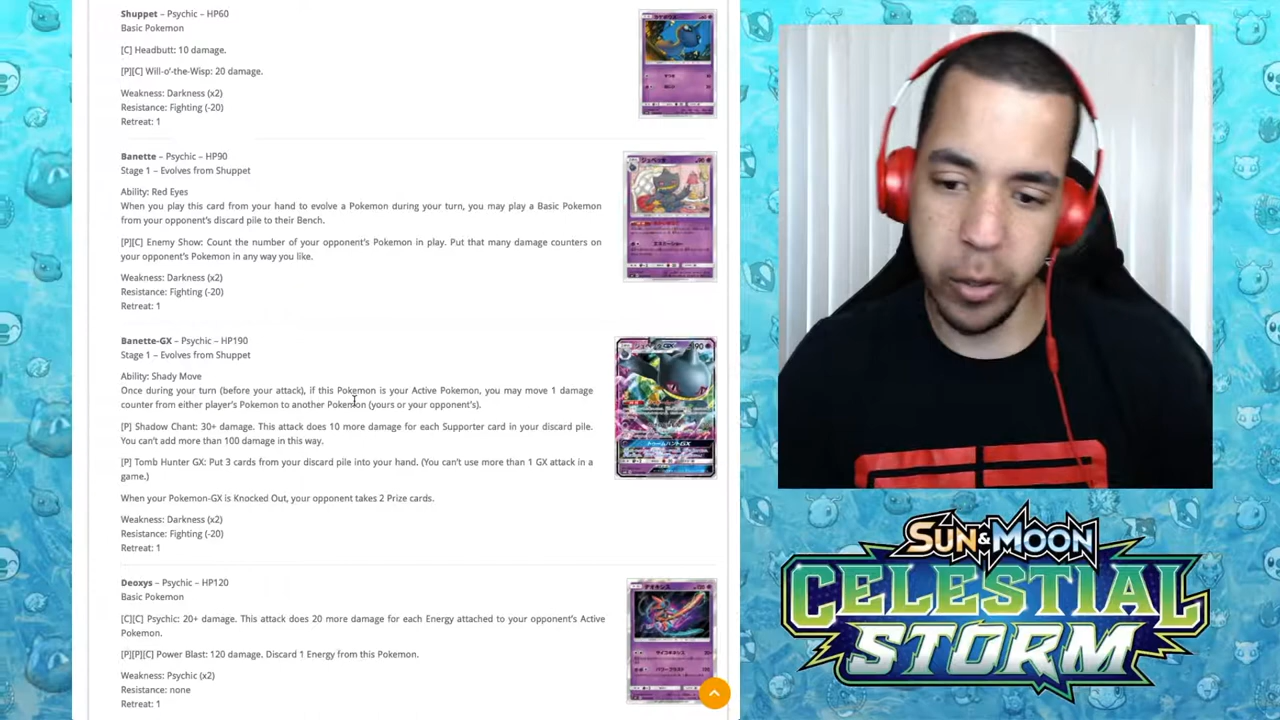 Shuppet – Psychic – HP60
Basic Pokemon
[C] Headbutt: 10 damage.
[P][C] Will-o'-the-Wisp: 20 damage.
Weakness: Darkness (x2)
Resistance: Fighting (-20)
Retreat: 1
Banette – Psychic – HP90
Stage 1 – Evolves from Shuppet
Ability: Red Eyes
When you play this card from your hand to evolve a Pokemon during your turn, you may play a Basic Pokemon
from your opponent's discard pile to their Bench.
[P][C] Enemy Show: Count the number of your opponent's Pokemon in play. Put that many damage counters on
your opponent's Pokemon in any way you like.
Weakness: Darkness (x2)
Resistance: Fighting (-20)
Retreat: 1
Banette-GX – Psychic – HP190
Stage 1 – Evolves from Shuppet
Ability: Shady Move
Once during your turn (before your attack), if this Pokemon is your Active Pokemon, you may move 1 damage
counter from either player's Pokemon to another Pokemon (yours or your opponent's).
[P] Shadow Chant: 30+ damage. This attack does 10 more damage for each Supporter card in your discard pile.
You can't add more than 100 damage in this way.
[P] Tomb Hunter GX: Put 3 cards from your discard pile into your hand. (You can't use more than 1 GX attack in a
game.)
When your Pokemon-GX is Knocked Out, your opponent takes 2 Prize cards.
Weakness: Darkness (x2)
Resistance: Fighting (-20)
Retreat: 1
Deoxys – Psychic – HP120
Basic Pokemon
[C][C] Psychic: 20+ damage. This attack does 20 more damage for each Energy attached to your opponent's Active
Pokemon.
[P][P][C] Power Blast: 120 damage. Discard 1 Energy from this Pokemon.
Weakness: Psychic (x2)
Resistance: none
Retreat: 1
SUN & MOON
CELESTIAL
STORM